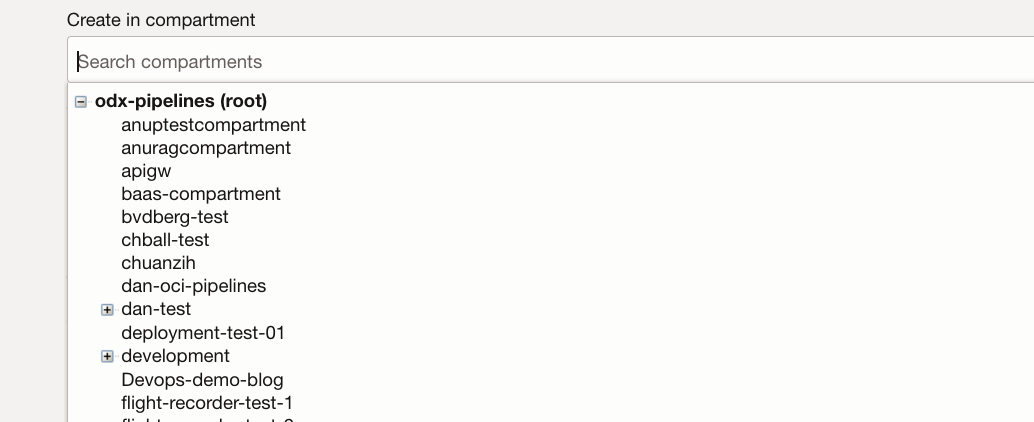 Create in compartment
Search compartments
odx-pipelines (root)
anuptestcompartment
anuragcompartment
apigw
baas-compartment
bvdberg-test
chball-test
chuanzih
dan-oci-pipelines
dan-test
deployment-test-01
development
Devops-demo-blog
flight-recorder-test-1